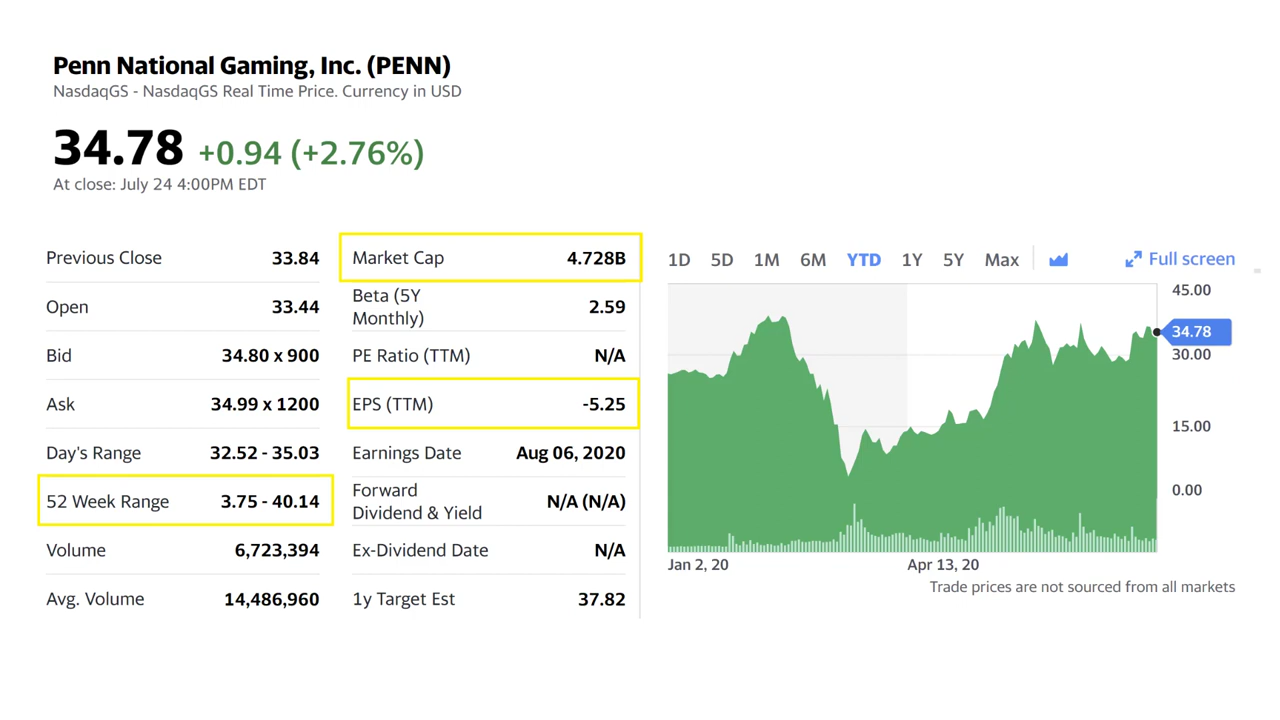 Penn National Gaming, Inc. (PENN)
NasdaqGS - NasdaqGS Real Time Price. Currency in USD
34.78 +0.94 (+2.76%)
At close: July 24 4:00PM EDT
Previous Close 33.84
Open 33.44
Bid 34.80 x 900
Ask 34.99 x 1200
Day's Range 32.52 - 35.03
52 Week Range 3.75 - 40.14
Volume 6,723,394
Avg. Volume 14,486,960
Market Cap 4.728B
Beta (5Y
Monthly) 2.59
PE Ratio (TTM) N/A
EPS (TTM) -5.25
Earnings Date Aug 06, 2020
Forward
Dividend & Yield N/A (N/A)
Ex-Dividend Date N/A
1y Target Est 37.82
1D 5D 1M 6M YTD 1Y 5Y Max Full screen
45.00
34.78
30.00
15.00
0.00
Jan 2, 20 Apr 13, 20
Trade prices are not sourced from all markets